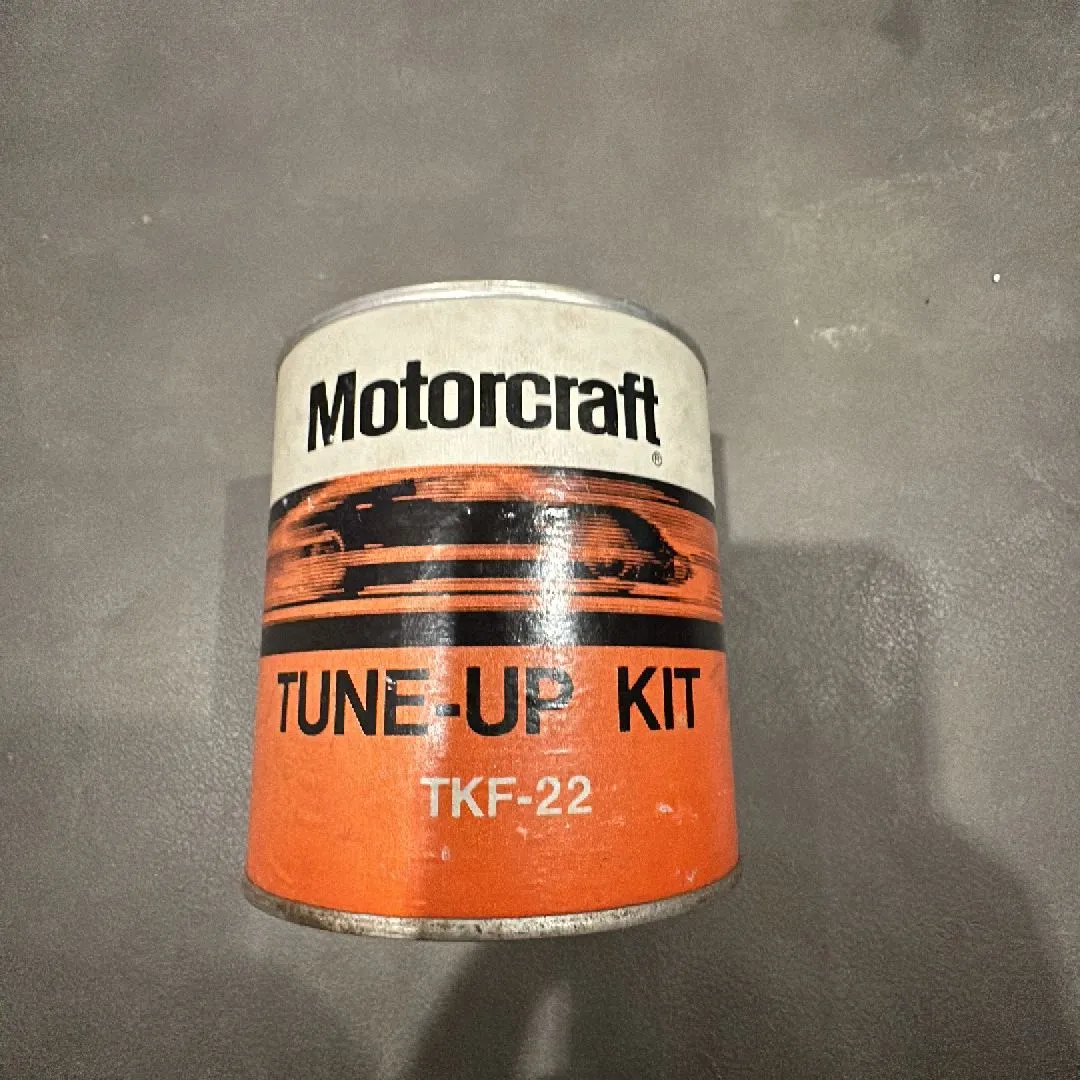 Motorcraft
®
TUNE-UP KIT
TKF-22